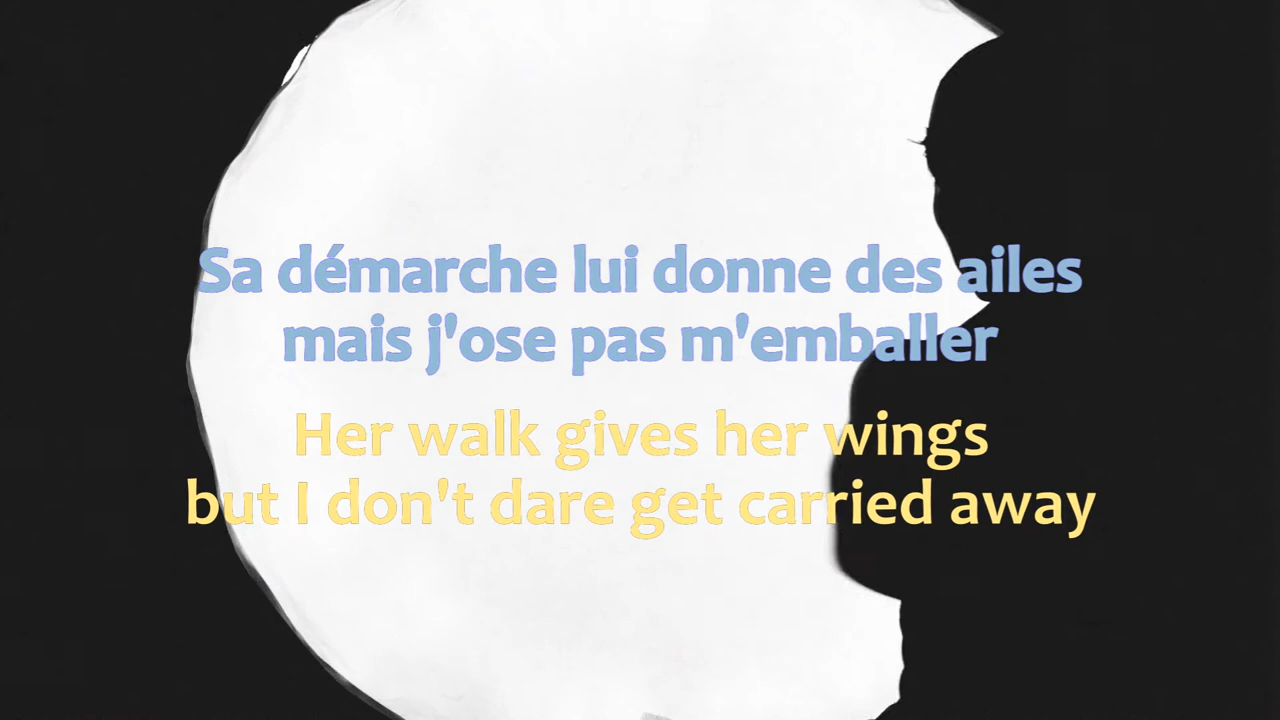 Sa démarche lui donne des ailes
mais j'ose pas m'emballer
Her walk gives her wings
but I don't dare get carried away